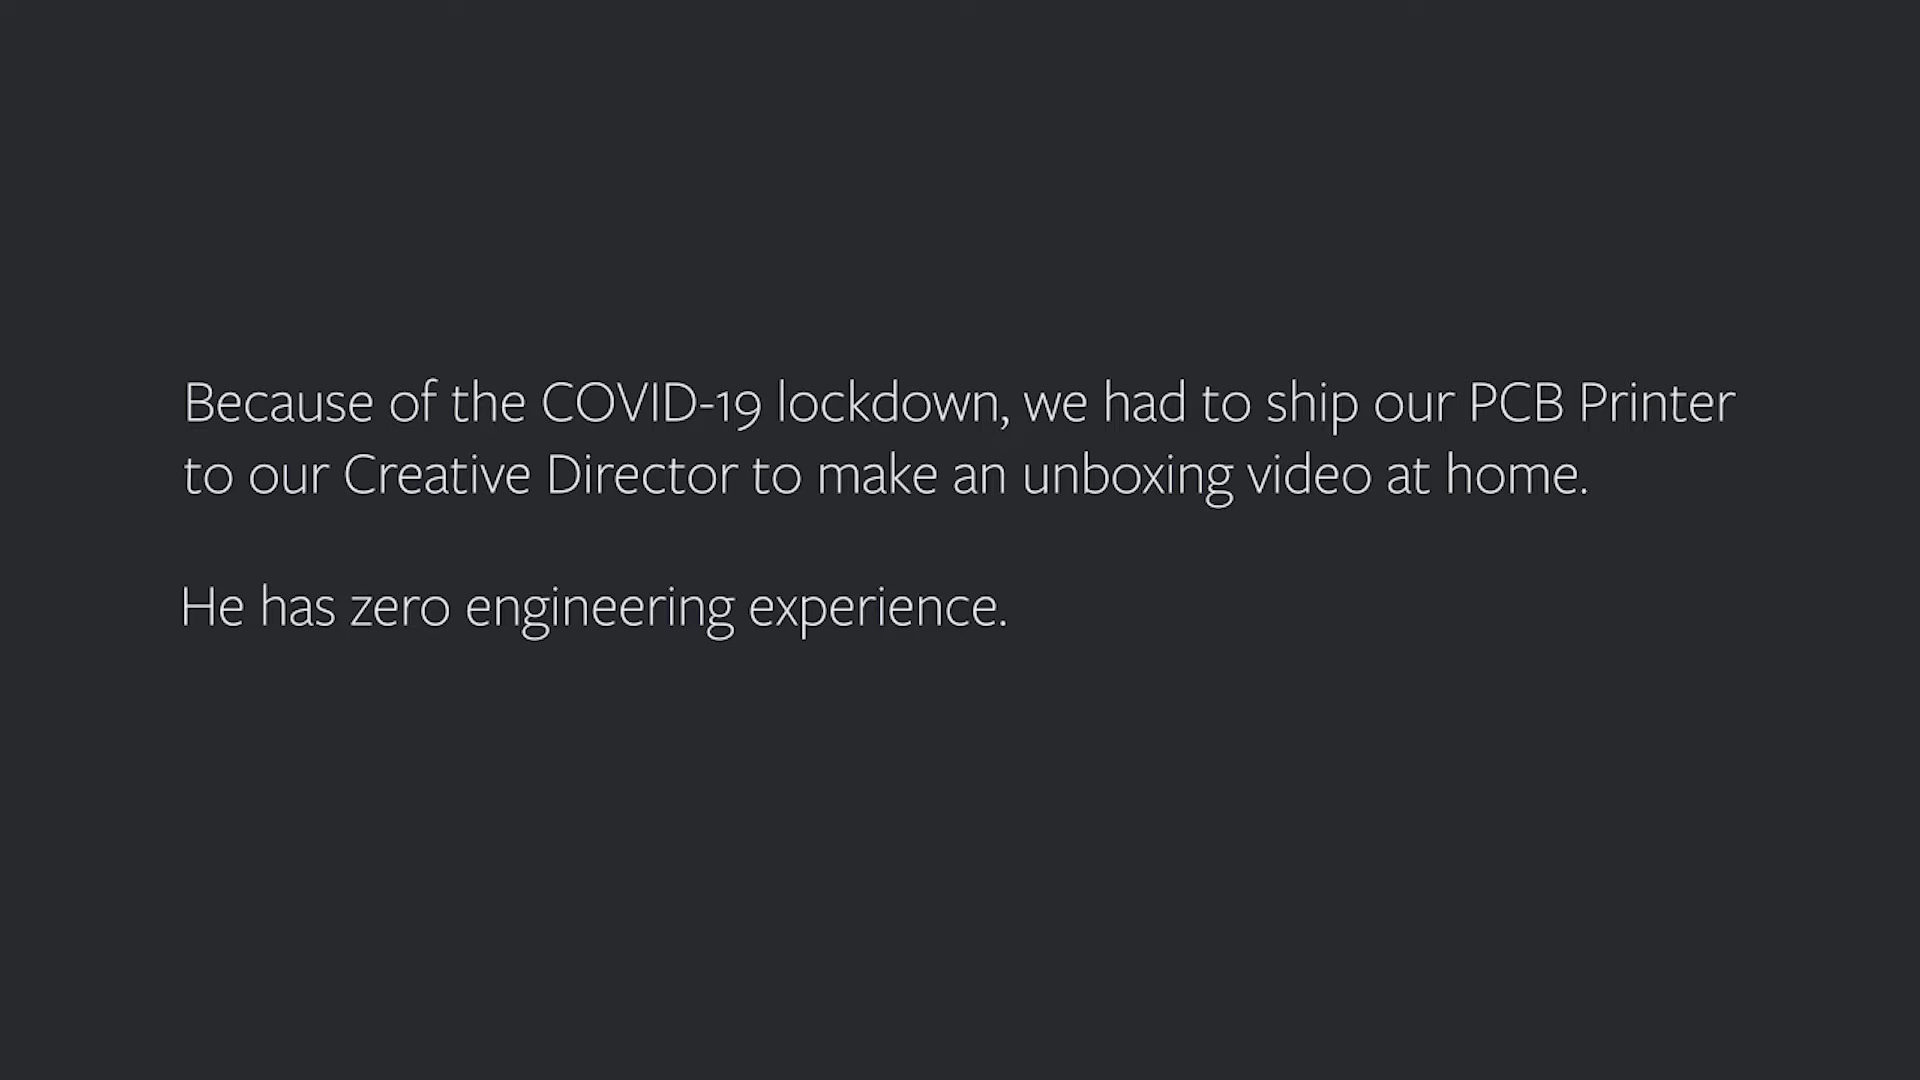 Because of the COVID-19 lockdown, we had to ship our PCB Printer
to our Creative Director to make an unboxing video at home.
He has zero engineering experience.